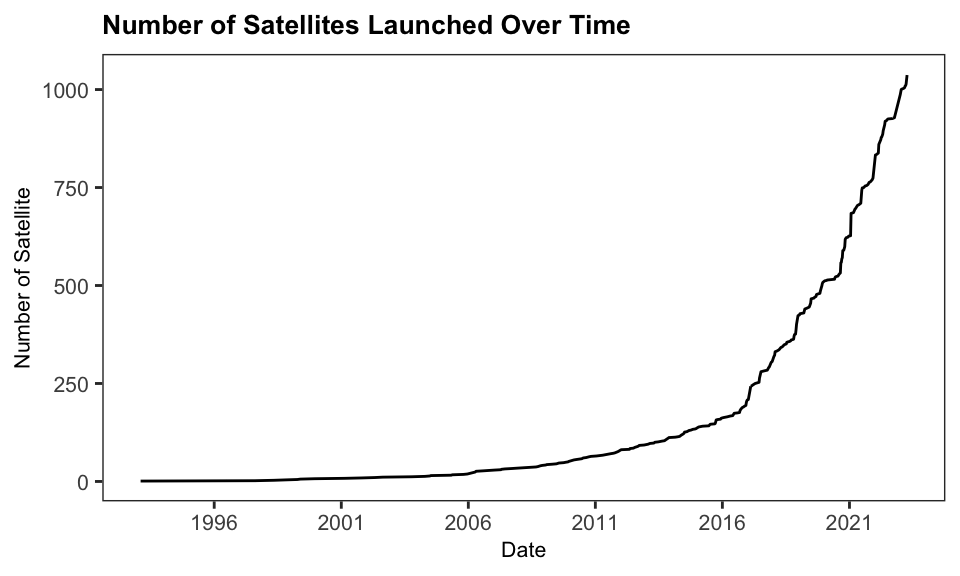 Number of Satellites Launched Over Time
Number of Satellite
1000
750
500
250
0
1996 2001 2006 2011 2016 2021
Date